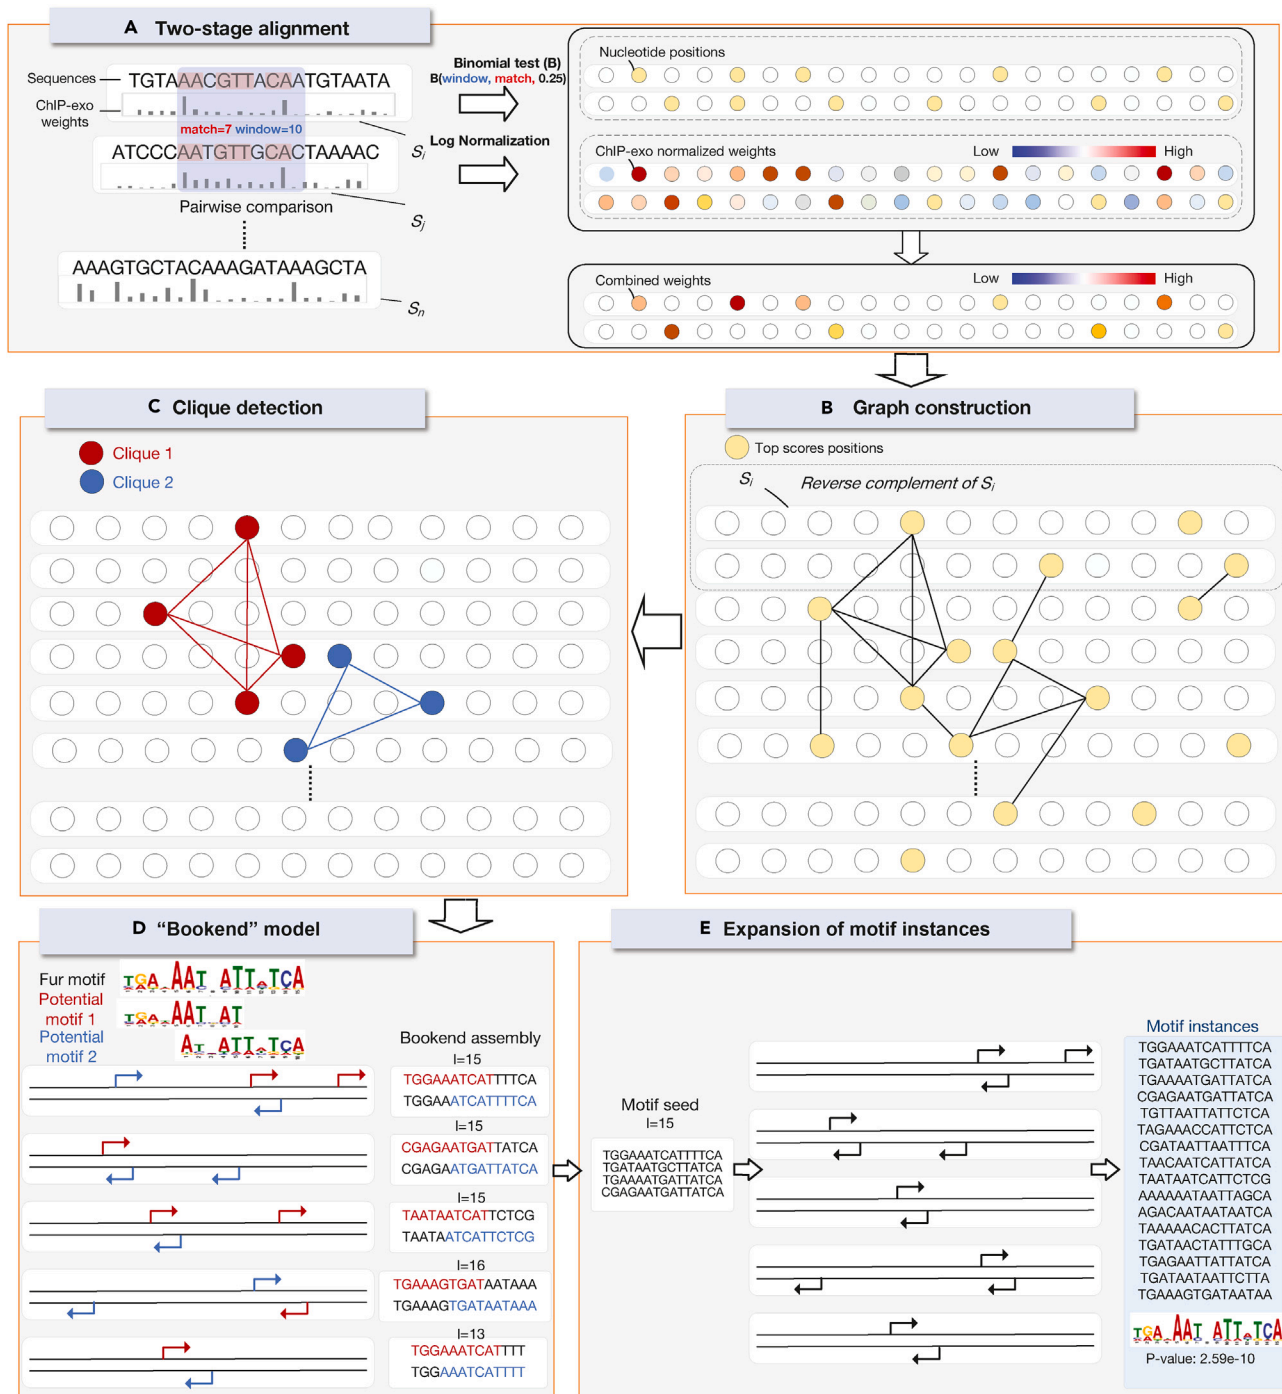 A Two-stage alignment
Sequences
TGTAAACGTTACAATGTAATA
ChIP-exo
weights
match=7 window=10
Si
ATCCCAATGTTGCACTAAAAC
Pairwise comparison
Sj
AAAGTGCTACAAAGATAAAGCTA
Sn
Binomial test (B)
B(window, match, 0.25)
Log Normalization
Nucleotide positions
ChIP-exo normalized weights
Low
High
Combined weights
Low
High
C Clique detection
Clique 1
Clique 2
B Graph construction
Top scores positions
Si
Reverse complement of Si
D “Bookend” model
Fur motif
Potential
motif 1
Potential
motif 2
Bookend assembly
l=15
TGGAAATCATTTTCA
TGGAAATCATTTTCA
l=15
CGAGAATGATTATCA
CGAGAATGATTATCA
l=15
TAATAATCATTCTCG
TAATAATCATTCTCG
l=16
TGAAAGTGATAATAAA
TGAAAGTGATAATAAA
l=13
TGGAAATCATTTT
TGGAAATCATTTT
E Expansion of motif instances
Motif seed
l=15
TGGAAATCATTTTCA
TGATAATGCTTATCA
TGAAAATGATTATCA
CGAGAATGATTATCA
Motif instances
TGGAAATCATTTTCA
TGATAATGCTTATCA
TGAAAATGATTATCA
CGAGAATGATTATCA
TGTTAATTATTCTCA
TAGAAACCATTCTCA
CGATAATTAATTTCA
TAACAATCATTATCA
TAATAATCATTCTCG
AAAAAATAATTAGCA
AGACAATAATAATCA
TAAAAACACTTATCA
TGATAACTATTTGCA
TGAGAATTATTATCA
TGATAATAATTCTTA
TGAAAGTGATAATAA
P-value: 2.59e-10